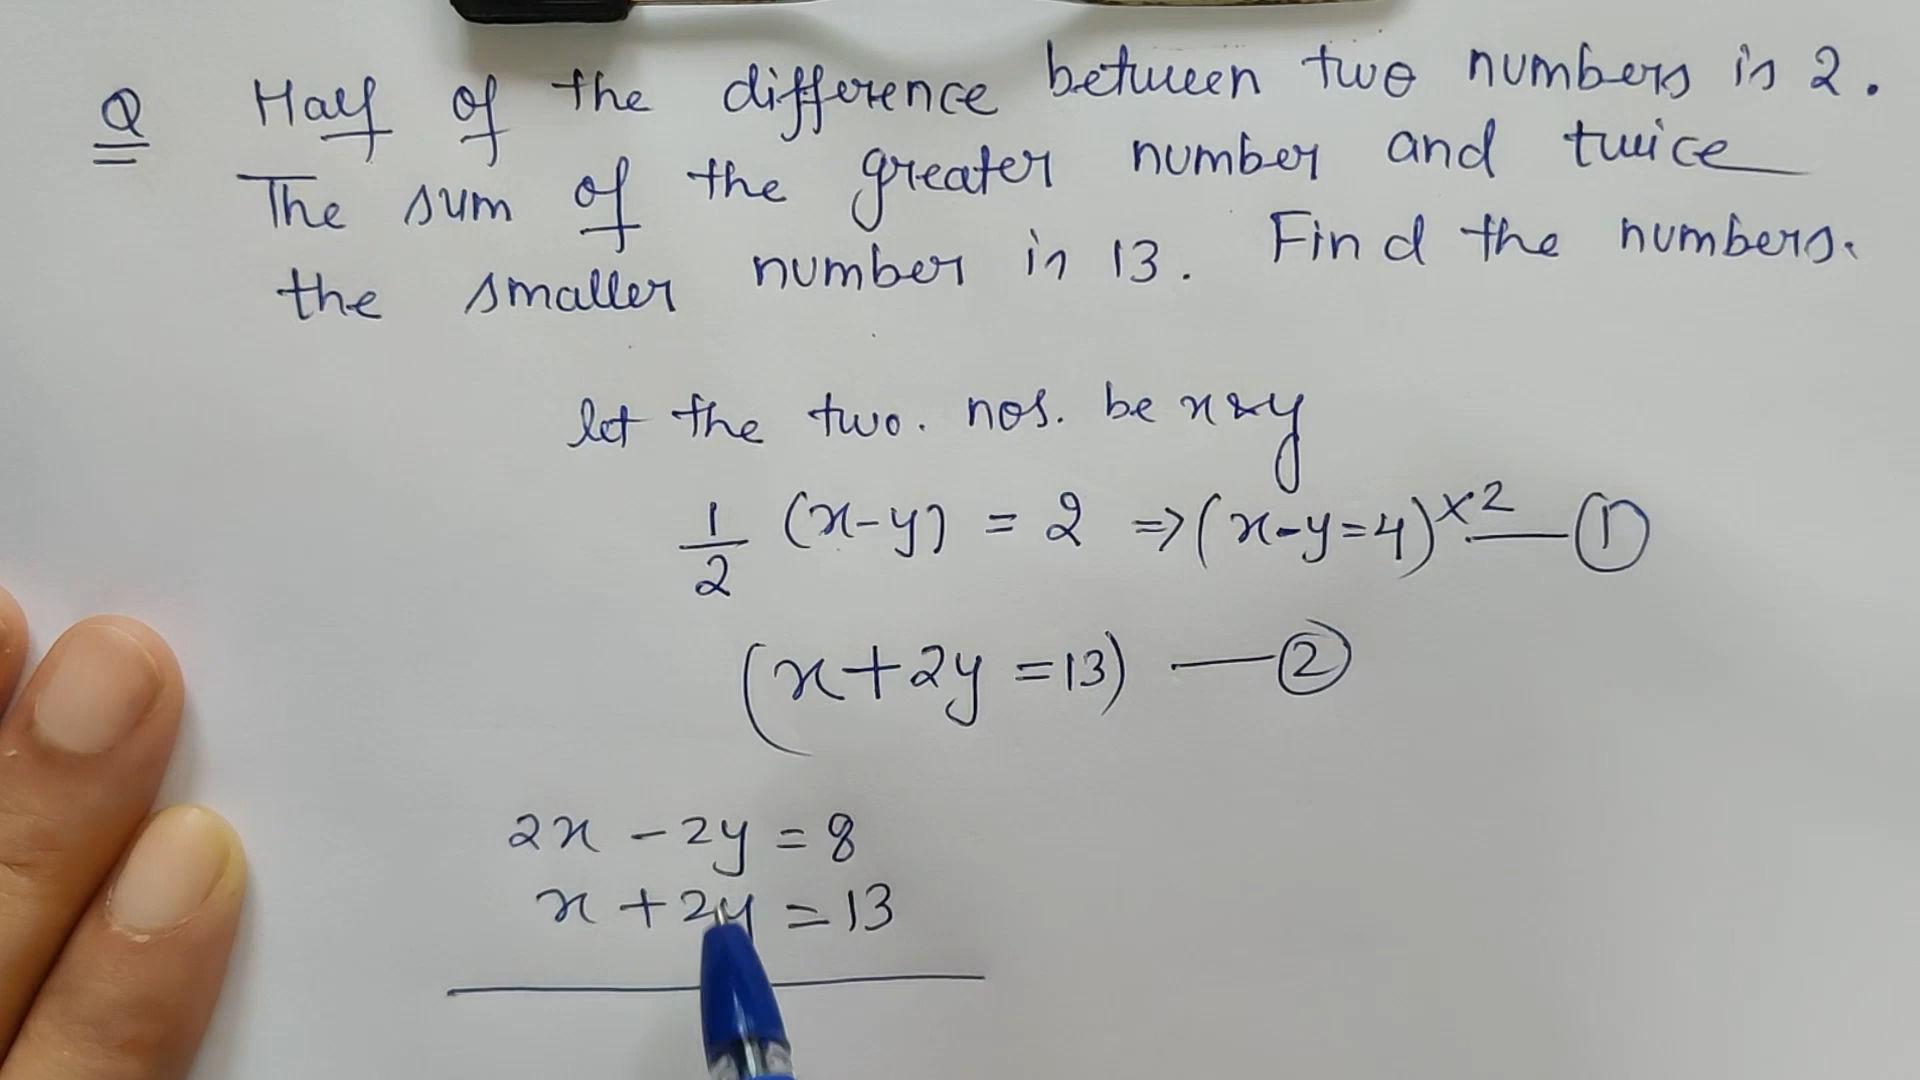 Q Half of the difference between two numbers is 2.
The sum of the greater number and twice
the smaller number is 13. Find the numbers.
let the two. nos. be x & y
1/2 (x-y) = 2 => (x-y=4)×2 — ①
(x+2y=13) — ②
2x - 2y = 8
x + 2y = 13